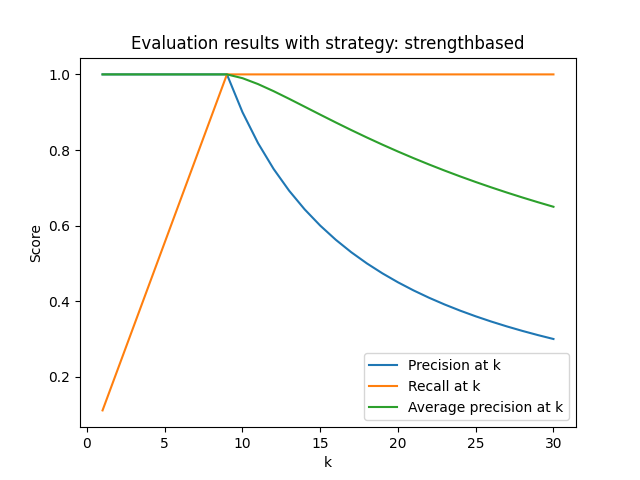 Evaluation results with strategy: strengthbased
1.0
0.8
0.6
0.4
0.2
Score
0 5 10 15 20 25 30
k
Precision at k
Recall at k
Average precision at k